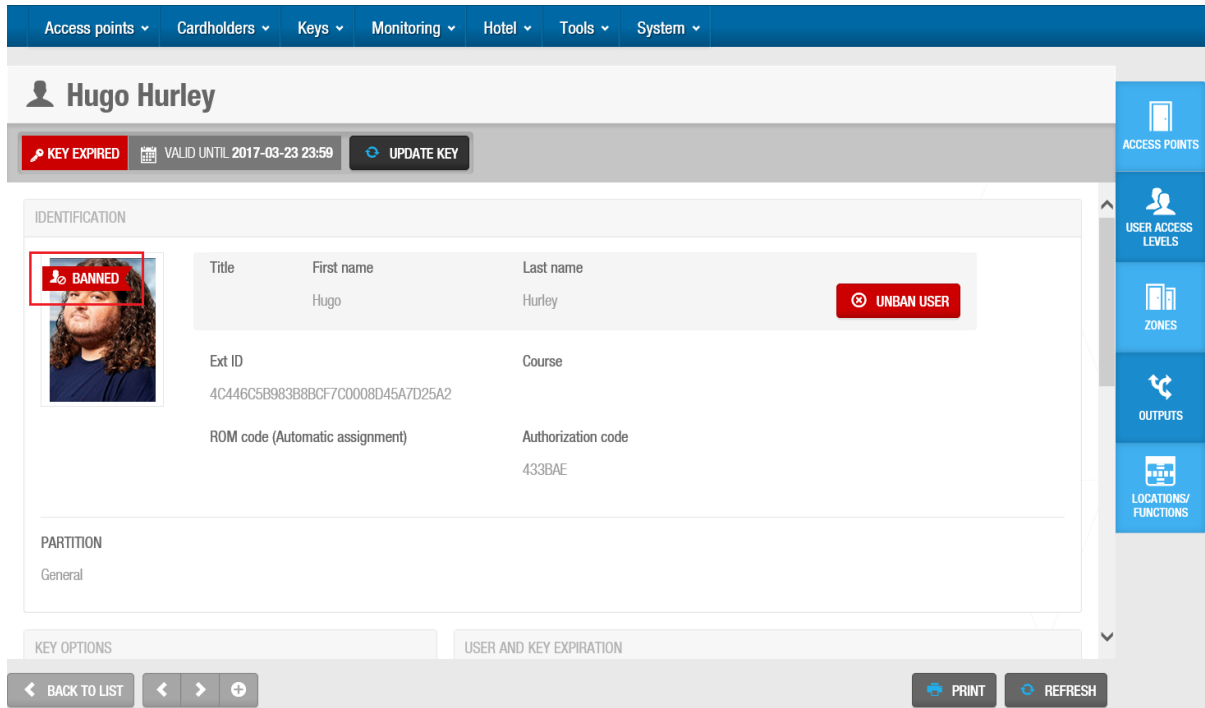 Access points Cardholders Keys Monitoring Hotel Tools System
Hugo Hurley
KEY EXPIRED VALID UNTIL 2017-03-23 23:59 UPDATE KEY
ACCESS POINTS
USER ACCESS
LEVELS
ZONES
OUTPUTS
LOCATIONS/
FUNCTIONS
IDENTIFICATION
BANNED
Title First name Last name
Hugo Hurley
UNBAN USER
Ext ID Course
4C446C5B983B8BCF7C0008D45A7D25A2
ROM code (Automatic assignment) Authorization code
433BAE
PARTITION
General
KEY OPTIONS USER AND KEY EXPIRATION
BACK TO LIST PRINT REFRESH